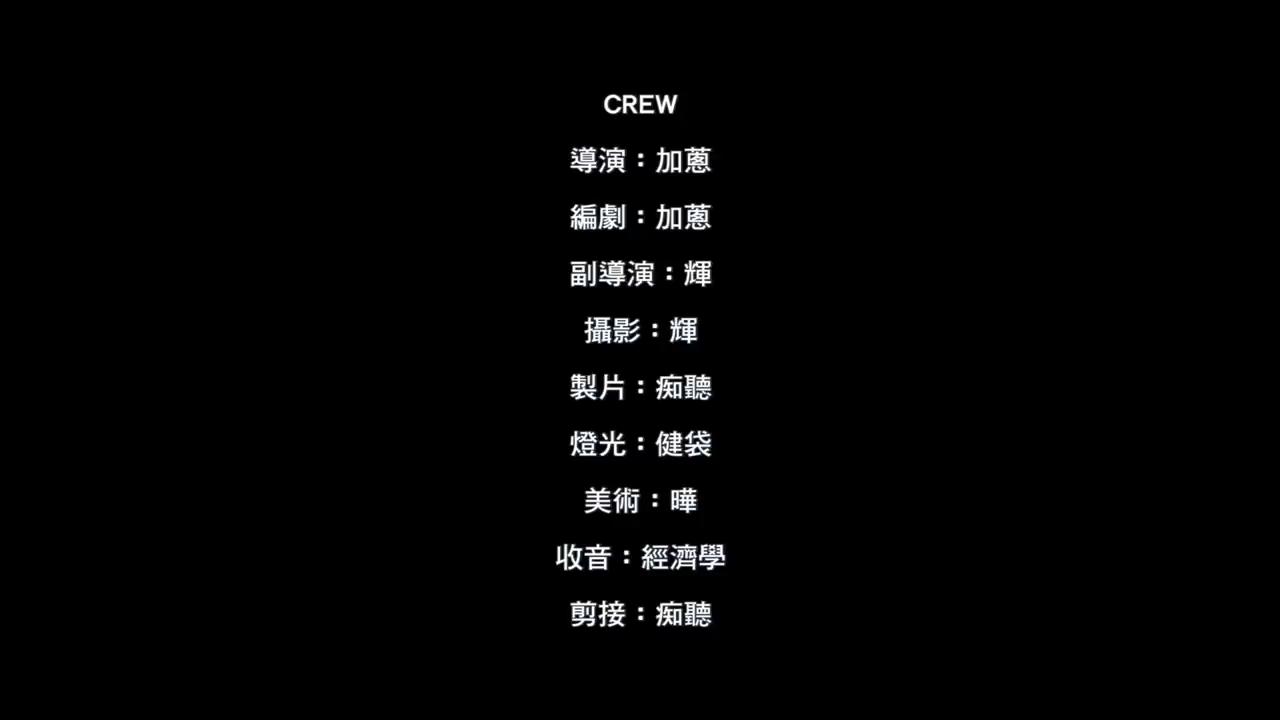 CREW
導演：加蔥
編劇：加蔥
副導演：輝
攝影：輝
製片：痴聽
燈光：健袋
美術：曄
收音：經濟學
剪接：痴聽